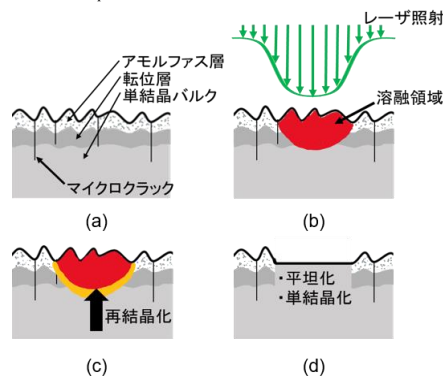 アモルファス層
転位層
単結晶バルク
マイクロクラック
(a)
レーザ照射
溶融領域
(b)
再結晶化
(c)
・平坦化
・単結晶化
(d)